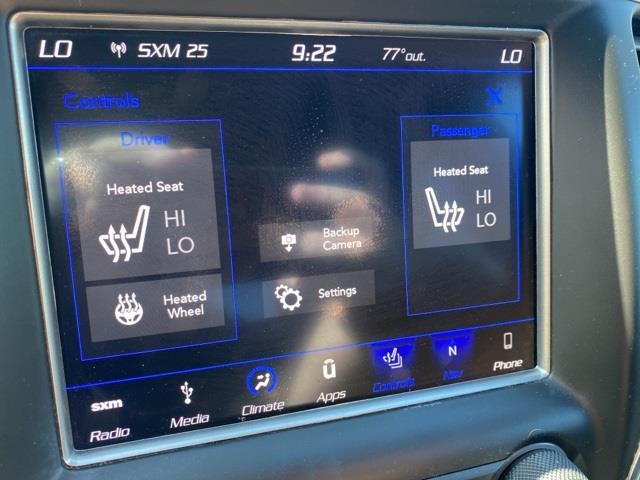 LO SXM 25 9:22 77°out. LO
Controls X
Driver
Passenger
Heated Seat
HI
LO
Heated Seat
HI
LO
Backup
Camera
Heated
Wheel
Settings
sxm
Radio
Media
Climate
Apps
Controls
N
Nav
Phone